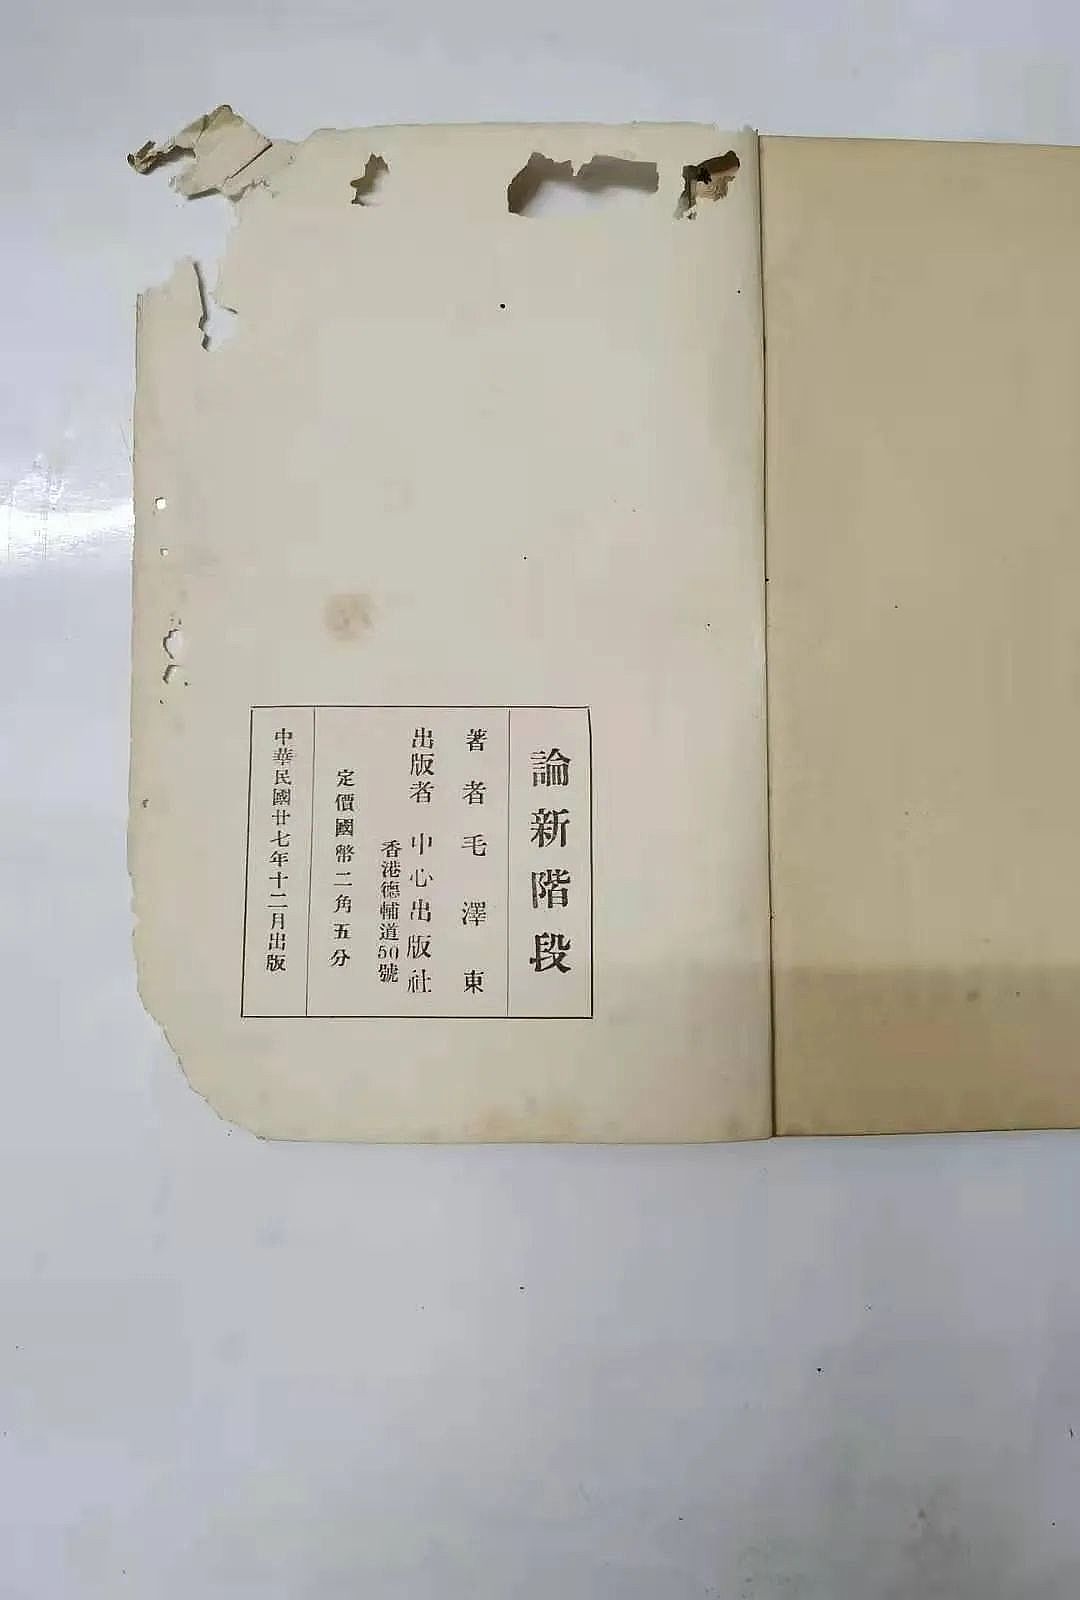 論新階段
著者毛澤東
出版者 中心出版社
香港德輔道50號
定價國幣二角五分
中華民國廿七年十二月出版